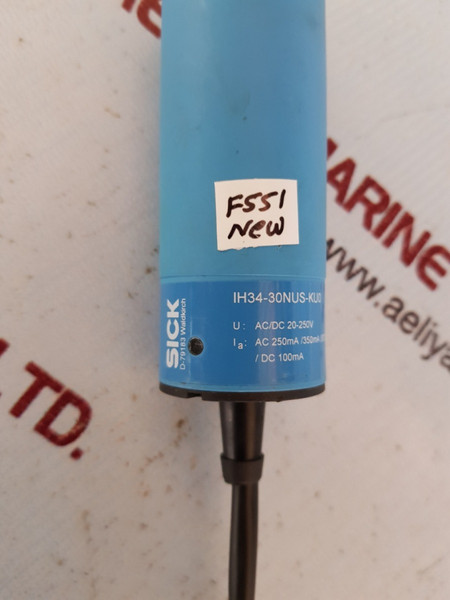 F551
New
SICK
D-79183 Waldkirch
IH34-30NUS-KU0
U: AC/DC 20-250V
Ia: AC 250mA /350mA
/ DC 100mA
MARINE
www.aeliya
LTD.